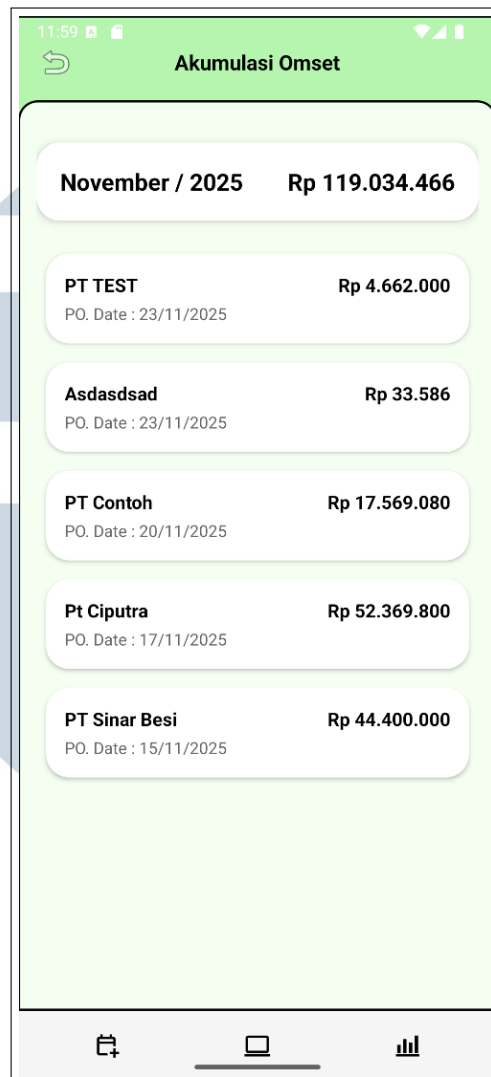 11:59
Akumulasi Omset
November / 2025 Rp 119.034.466
PT TEST Rp 4.662.000
PO. Date : 23/11/2025
Asdasdsad Rp 33.586
PO. Date : 23/11/2025
PT Contoh Rp 17.569.080
PO. Date : 20/11/2025
Pt Ciputra Rp 52.369.800
PO. Date : 17/11/2025
PT Sinar Besi Rp 44.400.000
PO. Date : 15/11/2025